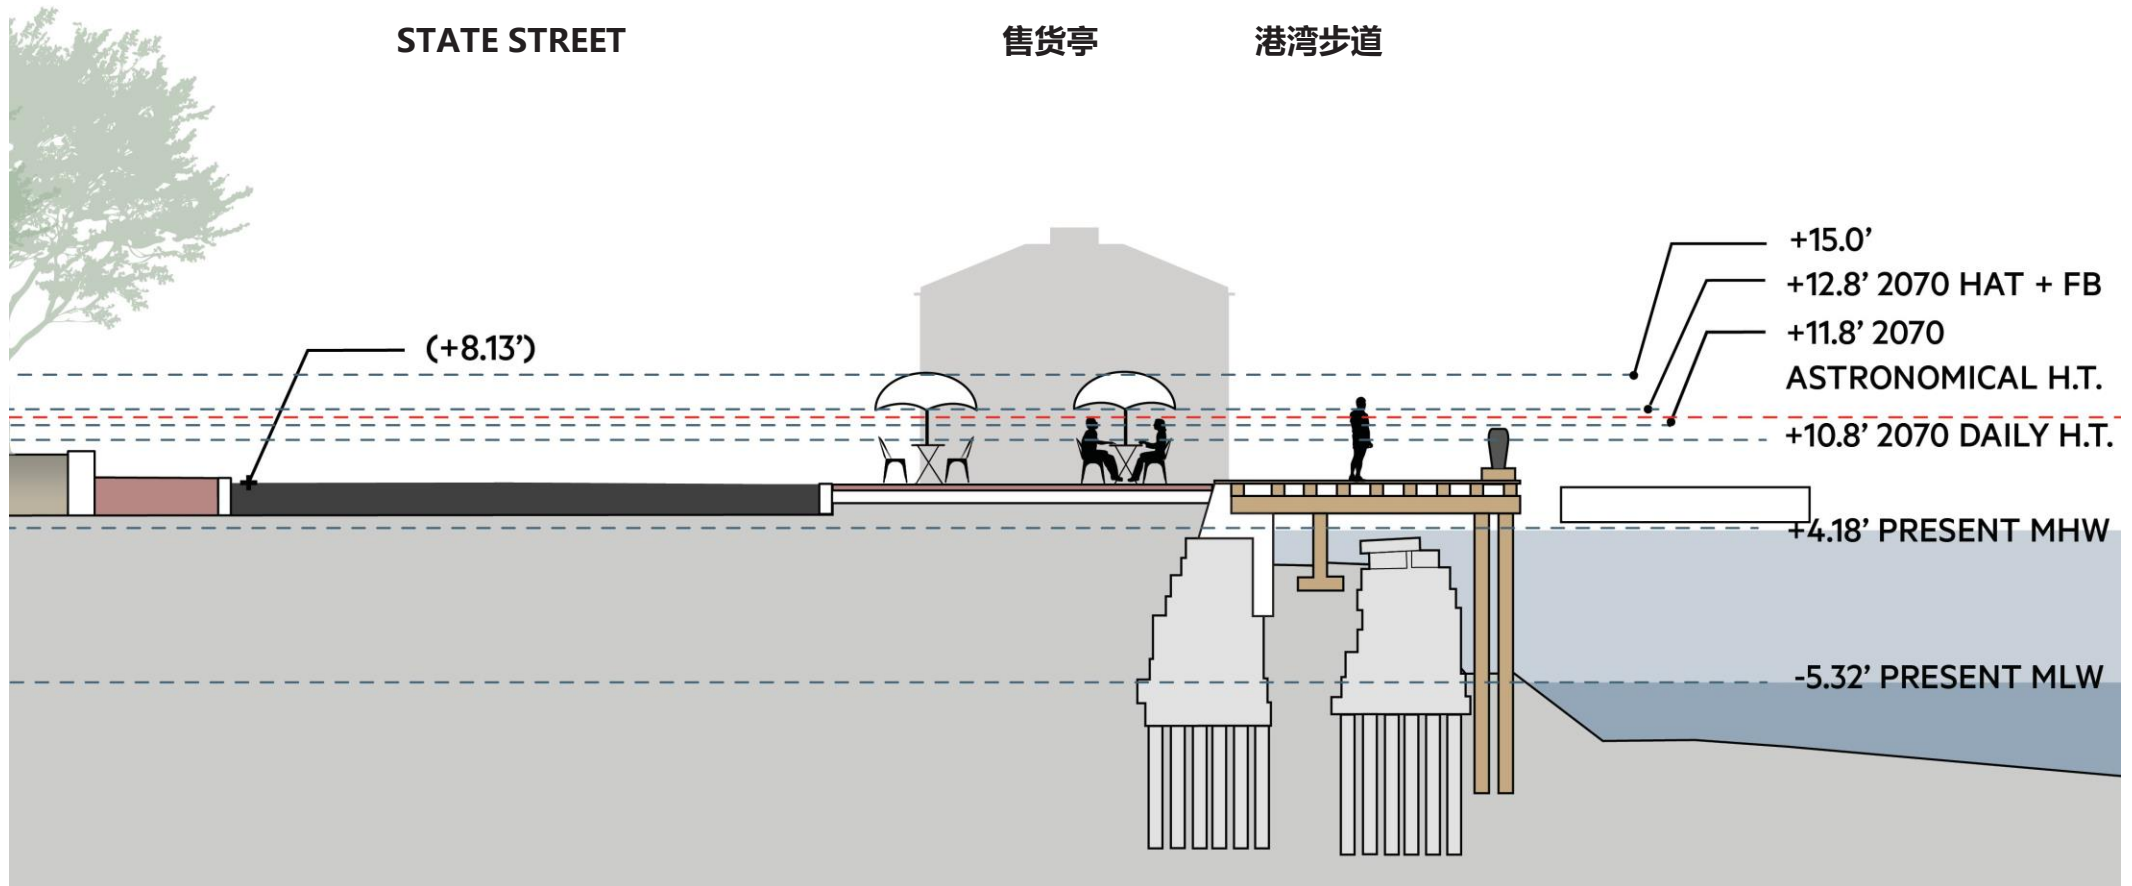 STATE STREET
售货亭
港湾步道
+15.0’
+12.8’ 2070 HAT + FB
+11.8’ 2070
ASTRONOMICAL H.T.
(+8.13’)
+10.8’ 2070 DAILY H.T.
+4.18’ PRESENT MHW
-5.32’ PRESENT MLW